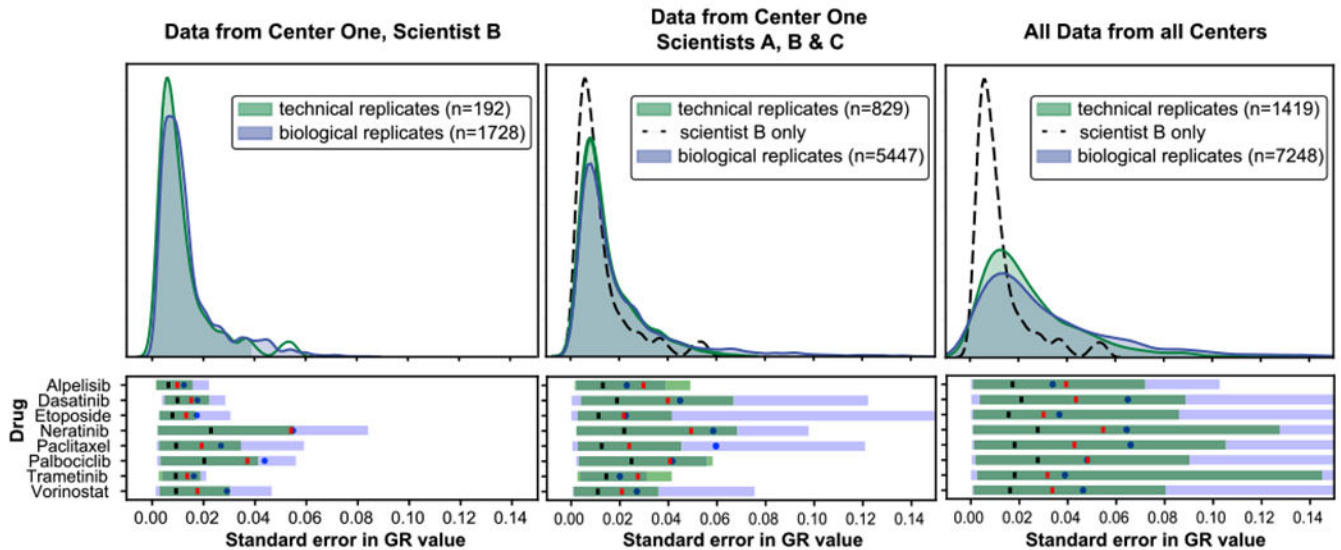 Data from Center One, Scientist B
Data from Center One
Scientists A, B & C
All Data from all Centers
technical replicates (n=192)
biological replicates (n=1728)
technical replicates (n=829)
scientist B only
biological replicates (n=5447)
technical replicates (n=1419)
scientist B only
biological replicates (n=7248)
Drug
Alpelisib
Dasatinib
Etoposide
Neratinib
Paclitaxel
Palbociclib
Trametinib
Vorinostat
0.00 0.02 0.04 0.06 0.08 0.10 0.12 0.14
0.00 0.02 0.04 0.06 0.08 0.10 0.12 0.14
0.00 0.02 0.04 0.06 0.08 0.10 0.12 0.14
Standard error in GR value
Standard error in GR value
Standard error in GR value